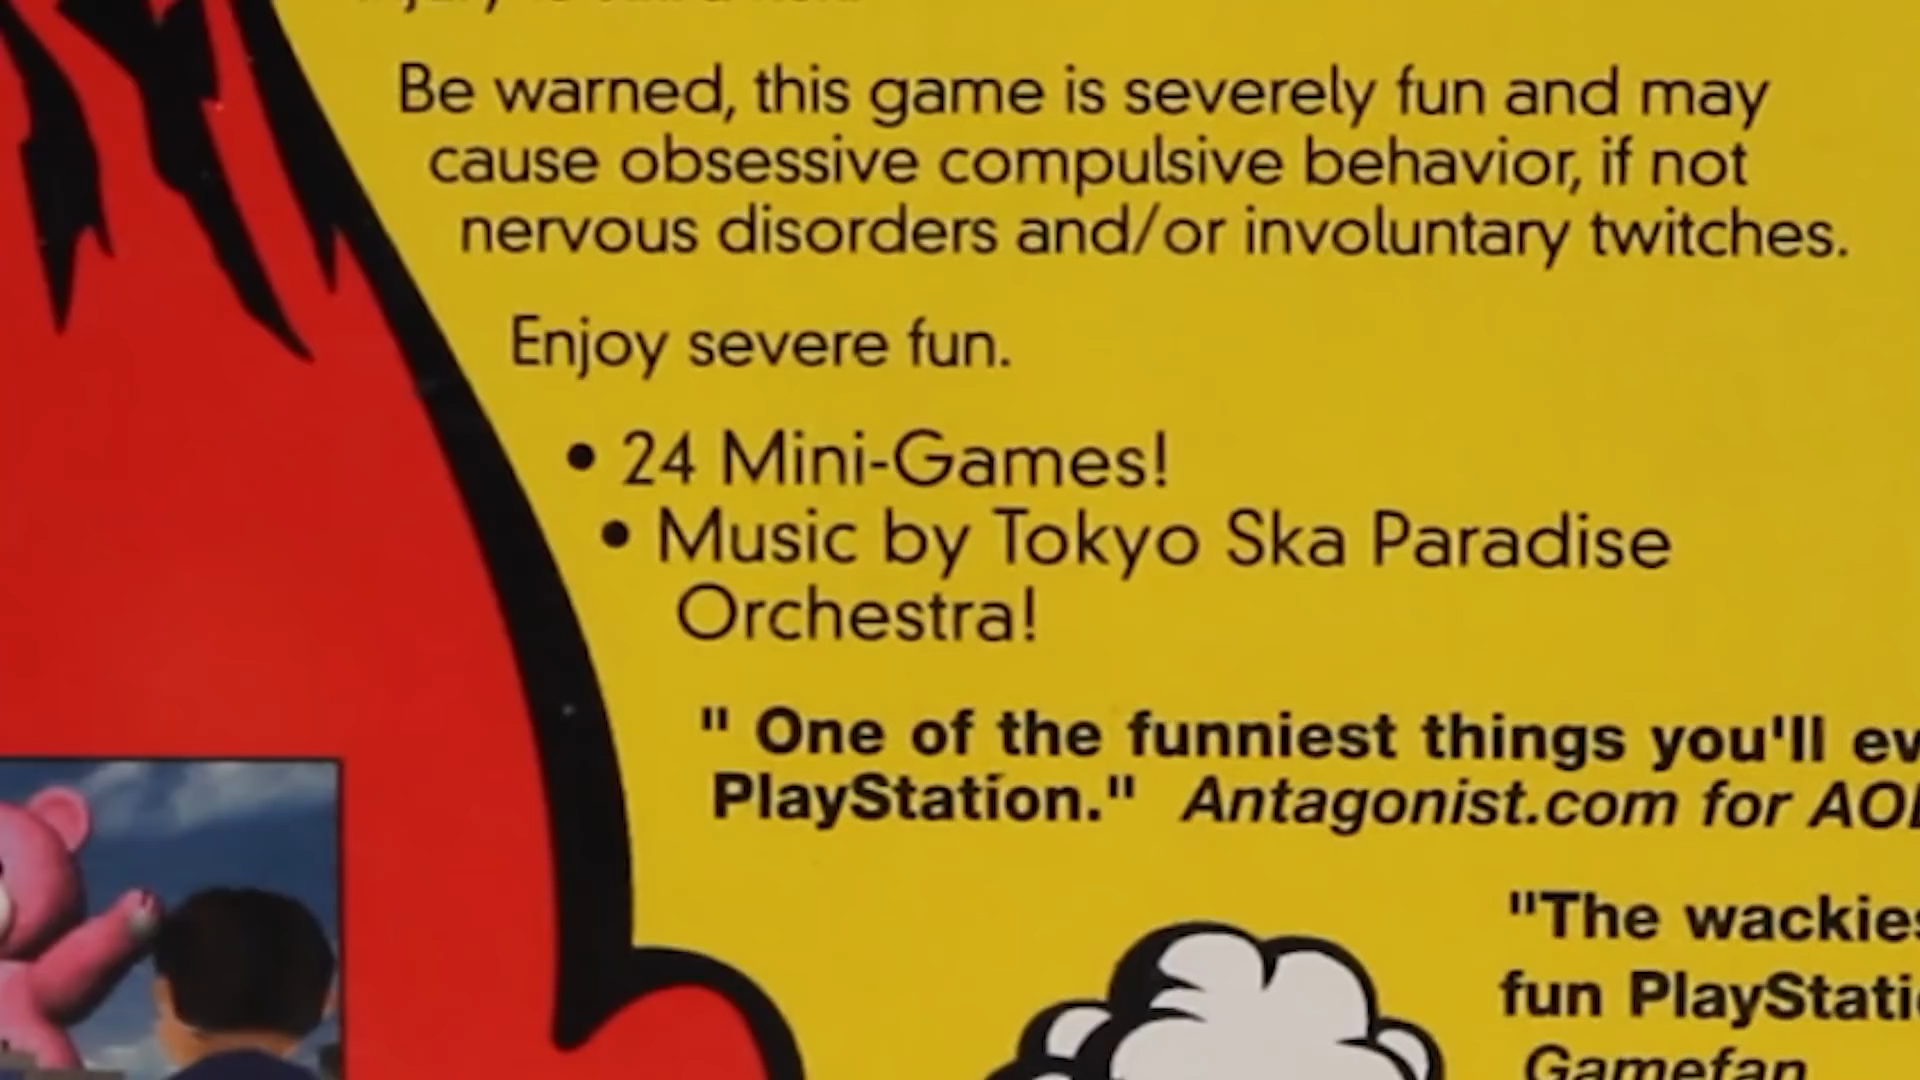 Be warned, this game is severely fun and may
cause obsessive compulsive behavior, if not
nervous disorders and/or involuntary twitches.
Enjoy severe fun.
• 24 Mini-Games!
• Music by Tokyo Ska Paradise
Orchestra!
" One of the funniest things you'll
PlayStation." Antagonist.com for
"The
fun
Gamefan